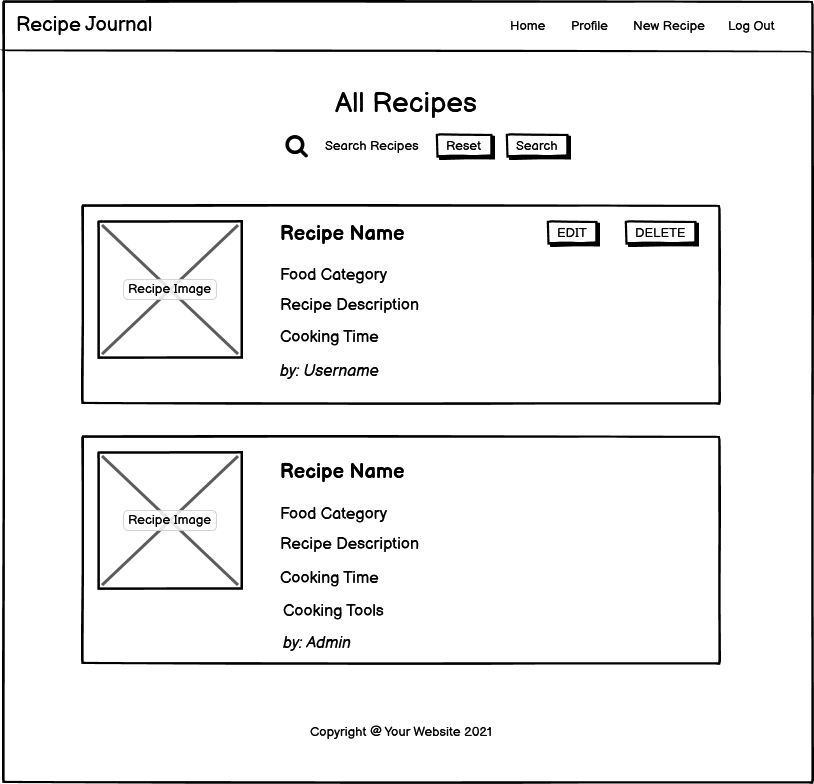 Recipe Journal Home Profile New Recipe Log Out
All Recipes
Search Recipes Reset Search
Recipe Name EDIT DELETE
Food Category
Recipe Image
Recipe Description
Cooking Time
by: Username
Recipe Name
Food Category
Recipe Image
Recipe Description
Cooking Time
Cooking Tools
by: Admin
Copyright @ Your Website 2021